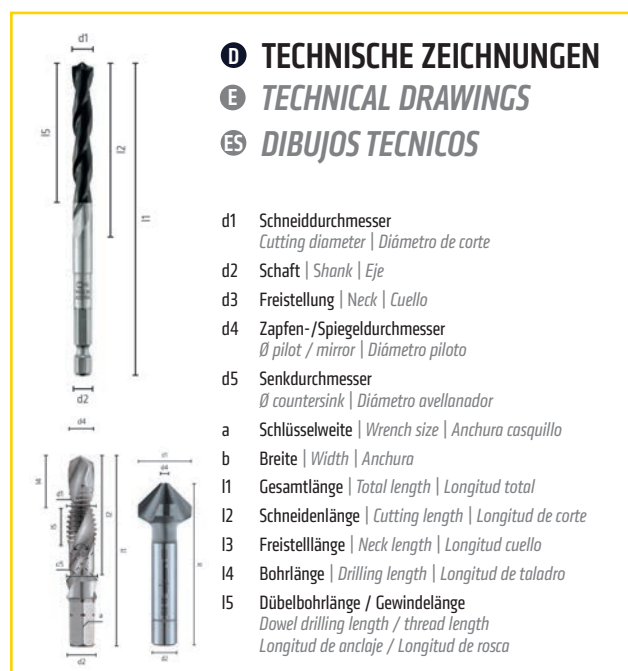 d1
l5
l2
l1
d2
D TECHNISCHE ZEICHNUNGEN
E TECHNICAL DRAWINGS
ES DIBUJOS TECNICOS
d1 Schneiddurchmesser
Cutting diameter | Diámetro de corte
d2 Schaft | Shank | Eje
d3 Freistellung | Neck | Cuello
d4 Zapfen-/Spiegeldurchmesser
Ø pilot / mirror | Diámetro piloto
d5 Senkdurchmesser
Ø countersink | Diámetro avellanador
a Schlüsselweite | Wrench size | Anchura casquillo
b Breite | Width | Anchura
l1 Gesamtlänge | Total length | Longitud total
l2 Schneidenlänge | Cutting length | Longitud de corte
l3 Freistelllänge | Neck length | Longitud cuello
l4 Bohrlänge | Drilling length | Longitud de taladro
l5 Dübelbohrlänge / Gewindelänge
Dowel drilling length / thread length
Longitud de anclaje / Longitud de rosca
d4
l4
l5
l2
l1
a
d2
d4
d2